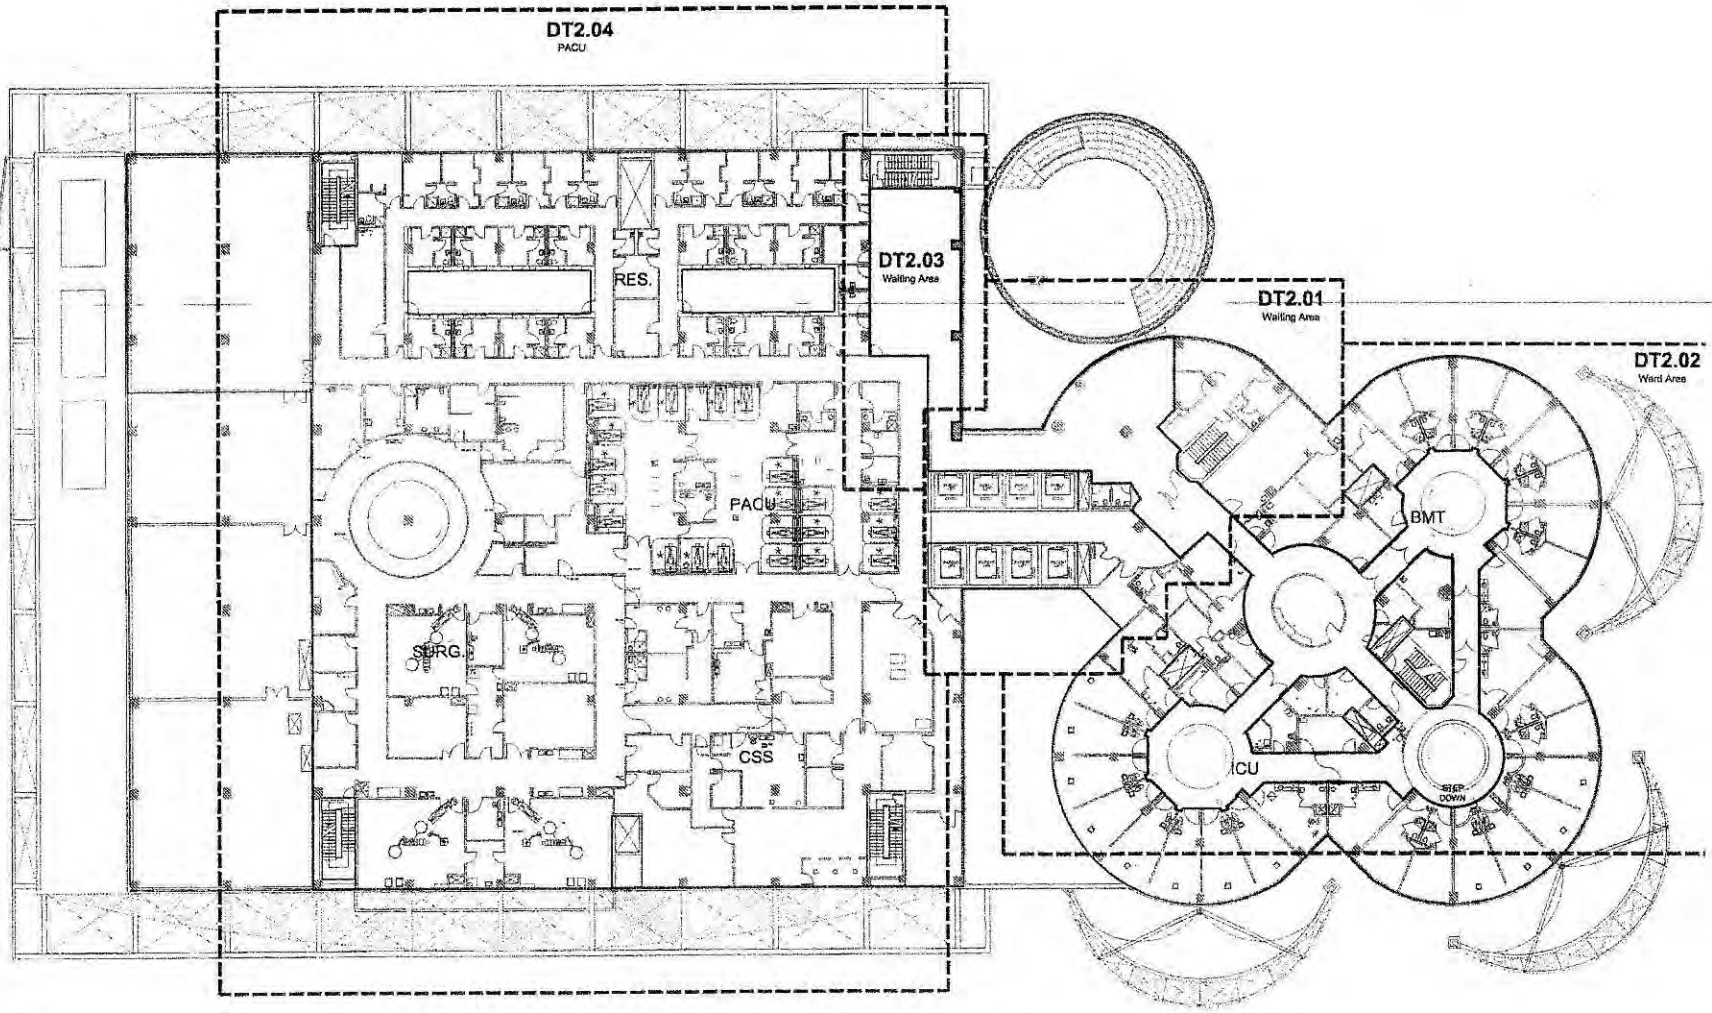 DT2.04
PACU
DT2.03
Waiting Area
DT2.01
Waiting Area
DT2.02
Ward Area
RES.
PACU
BMT
SURG.
CSS
ICU
STEP
DOWN